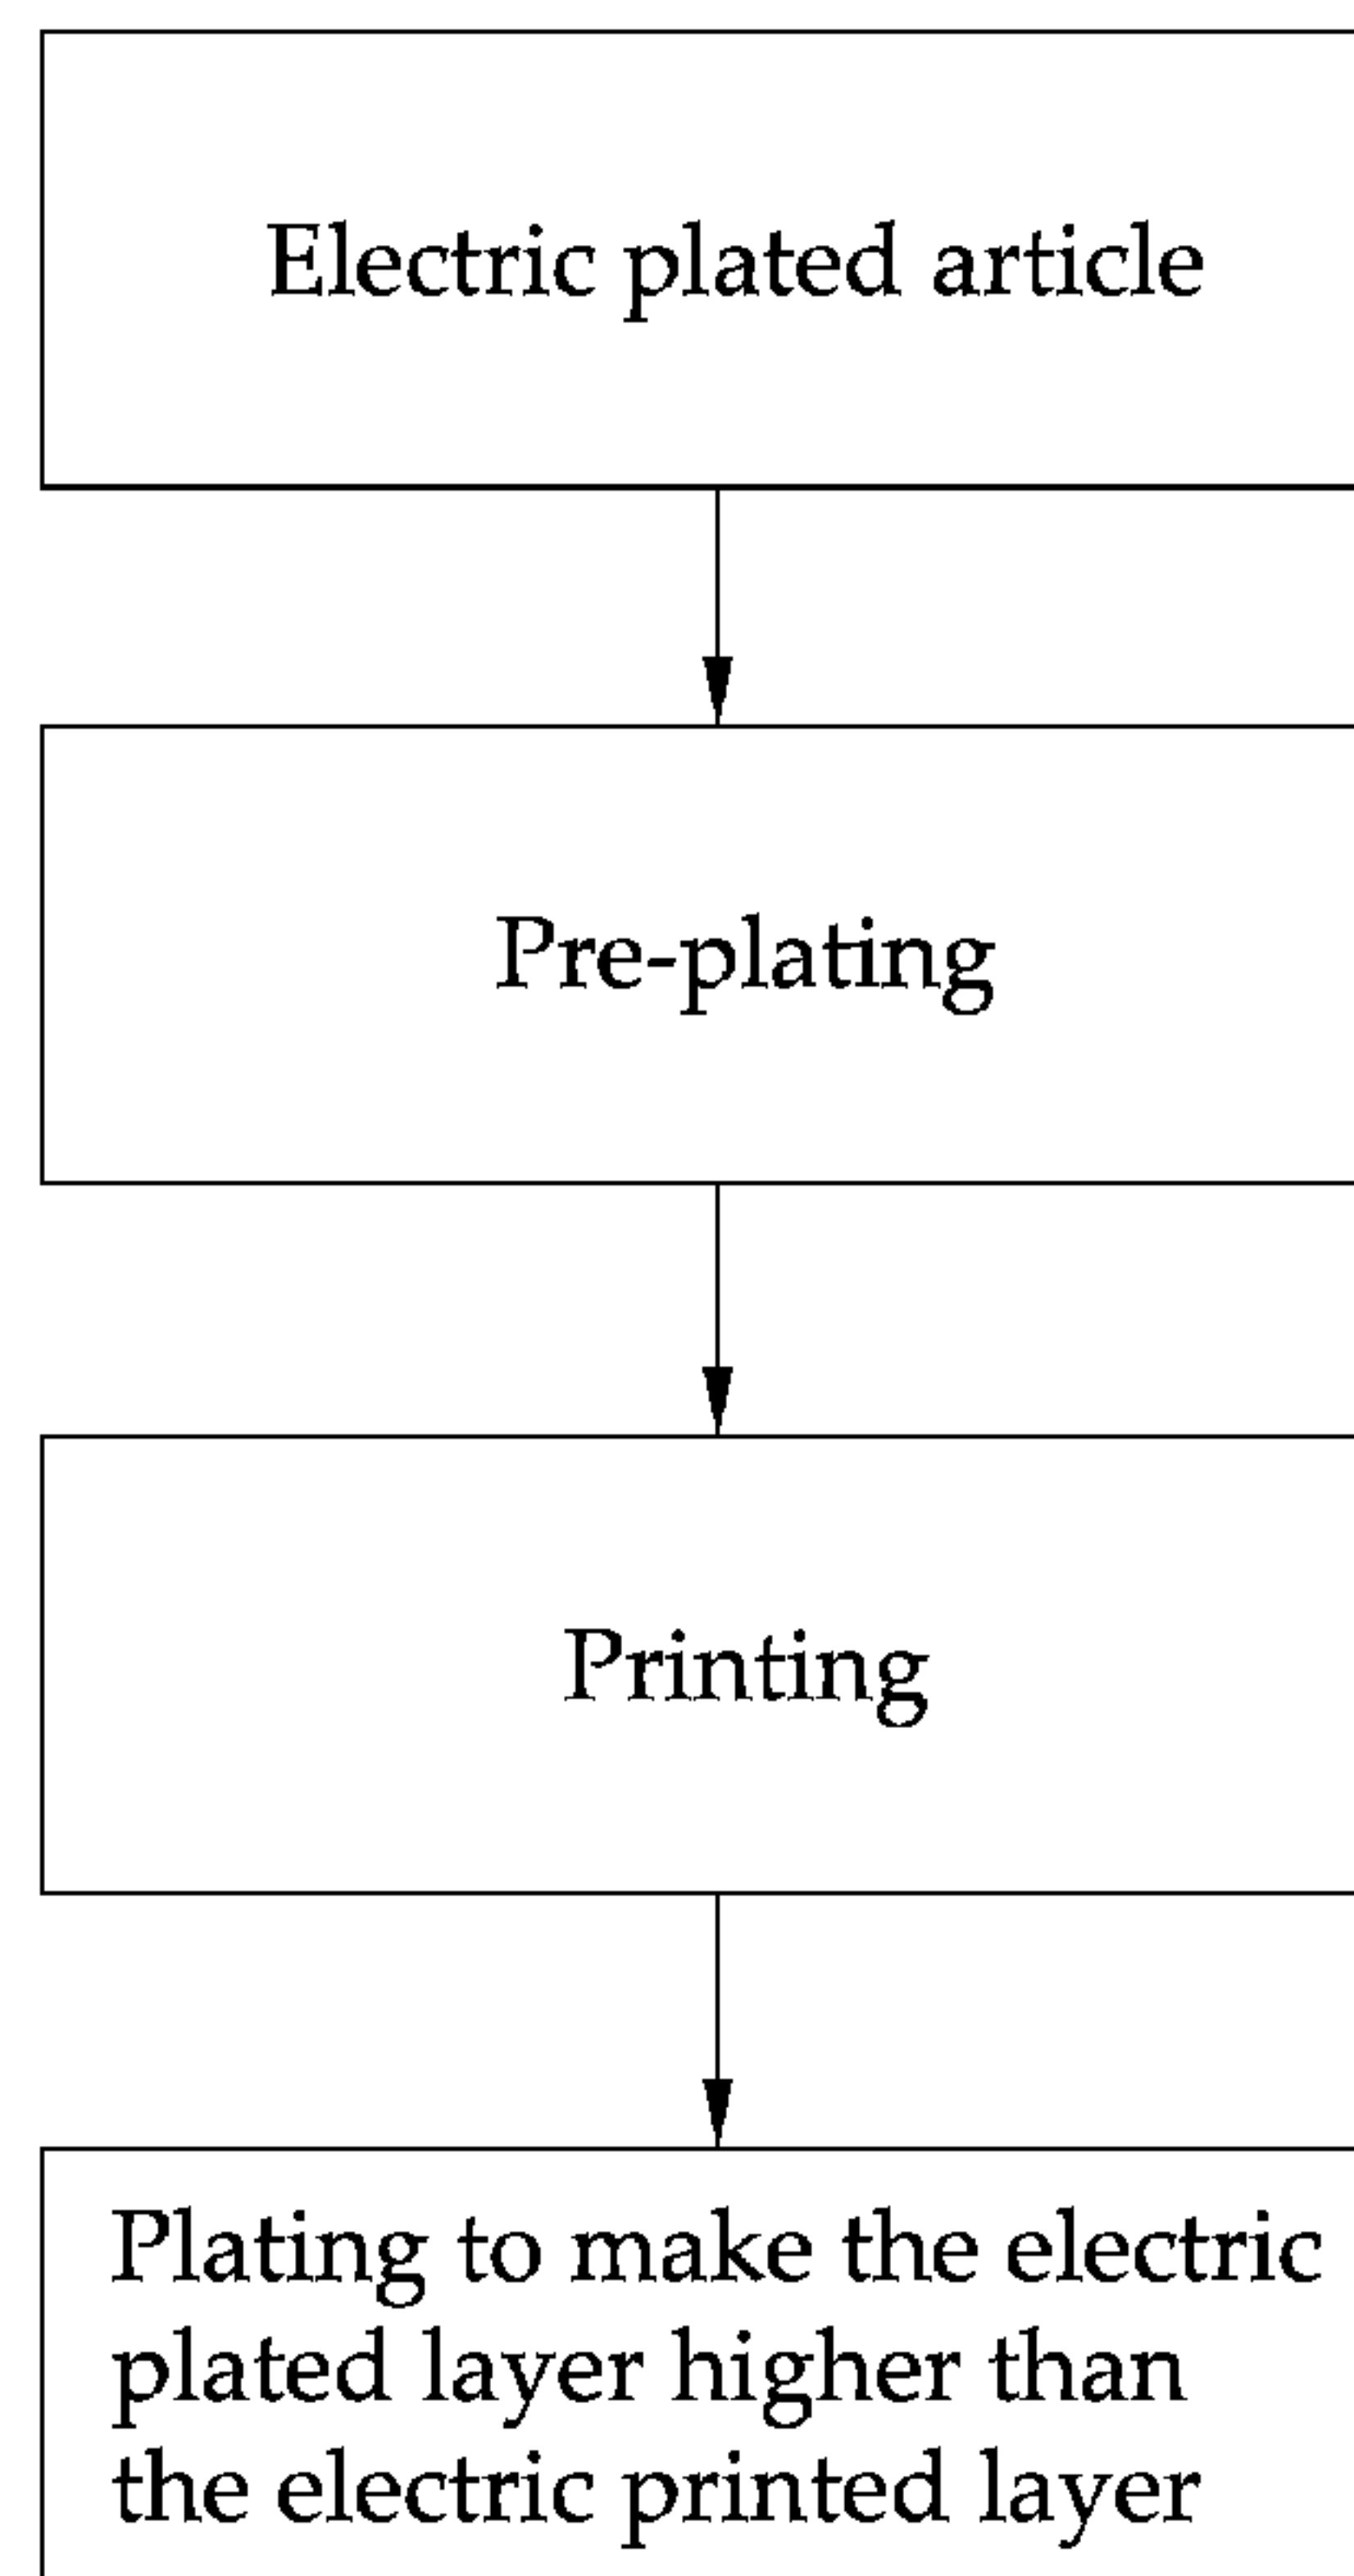 Electric plated article
Pre-plating
Printing
Plating to make the electric
plated layer higher than
the electric printed layer